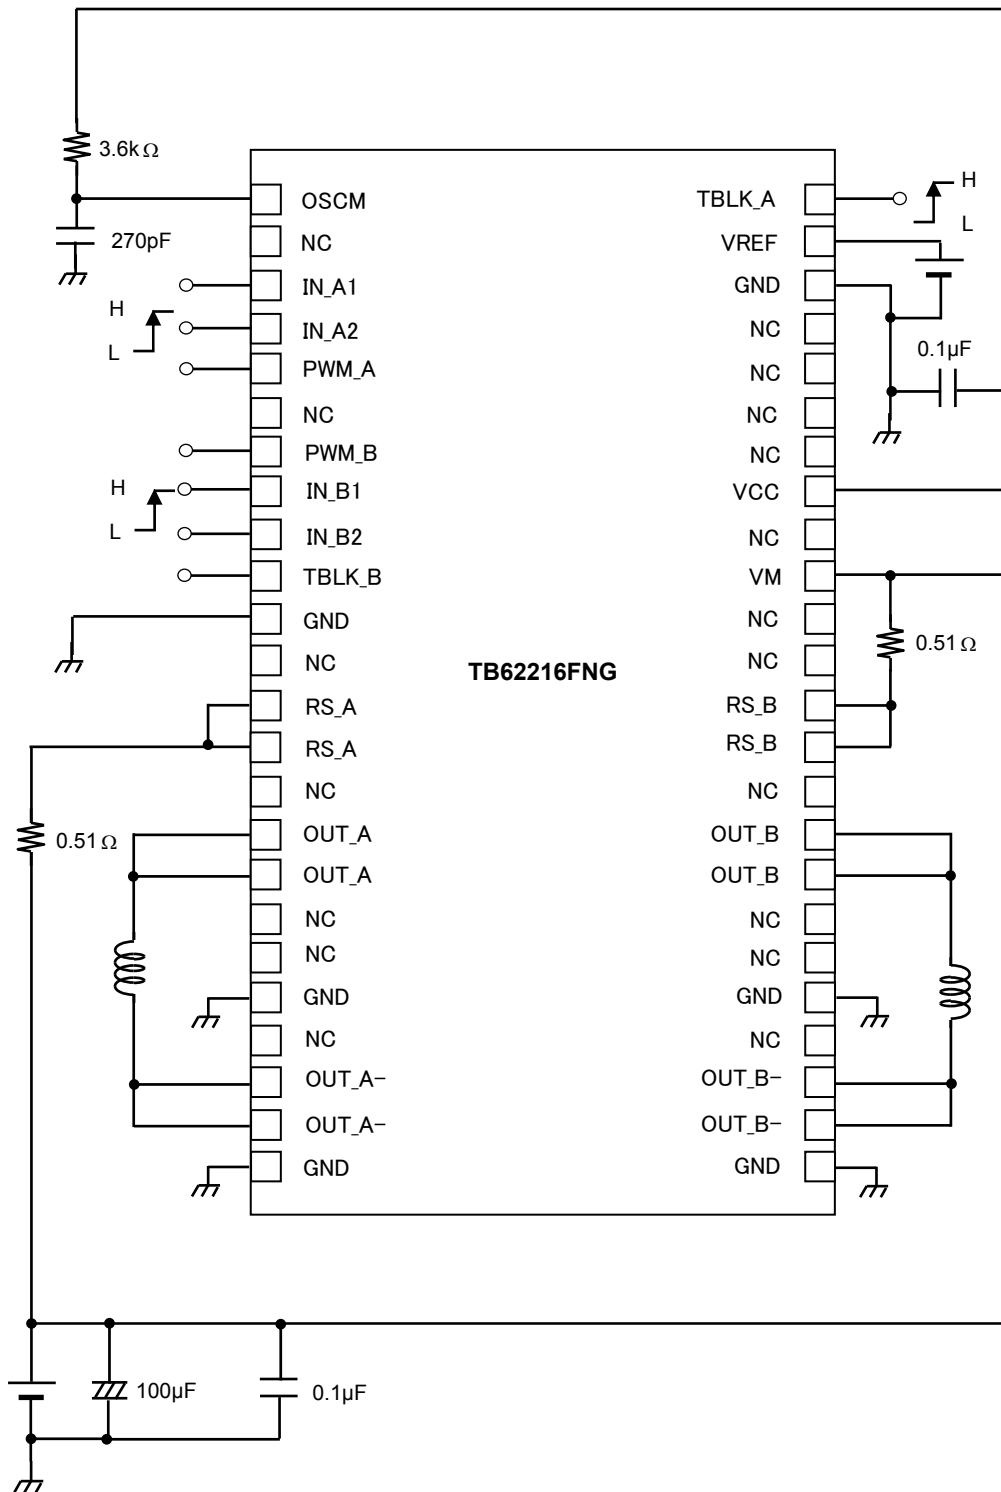 3.6kΩ
270pF
H
L
H
L
OSCM
NC
IN_A1
IN_A2
PWM_A
NC
PWM_B
IN_B1
IN_B2
TBLK_B
GND
NC
RS_A
RS_A
NC
OUT_A
OUT_A
NC
NC
GND
NC
OUT_A-
OUT_A-
GND
TB62216FNG
TBLK_A
VREF
GND
NC
NC
NC
NC
VCC
NC
VM
NC
NC
RS_B
RS_B
NC
OUT_B
OUT_B
NC
NC
GND
NC
OUT_B-
OUT_B-
GND
H
L
0.1µF
0.51Ω
0.51Ω
100µF
0.1µF